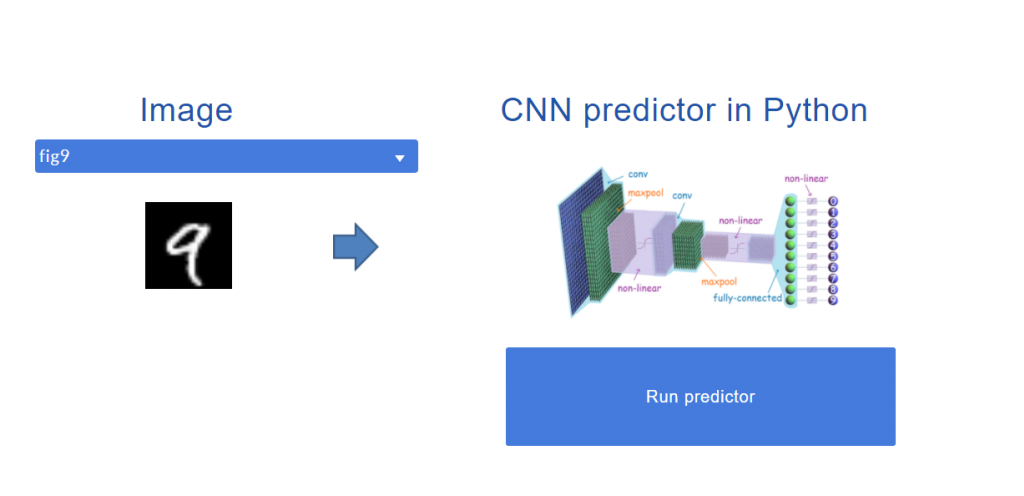 Image
fig9
9
CNN predictor in Python
conv
maxpool
conv
non-linear
non-linear
non-linear
maxpool
fully-connected
0
1
2
3
4
5
6
7
8
9
Run predictor